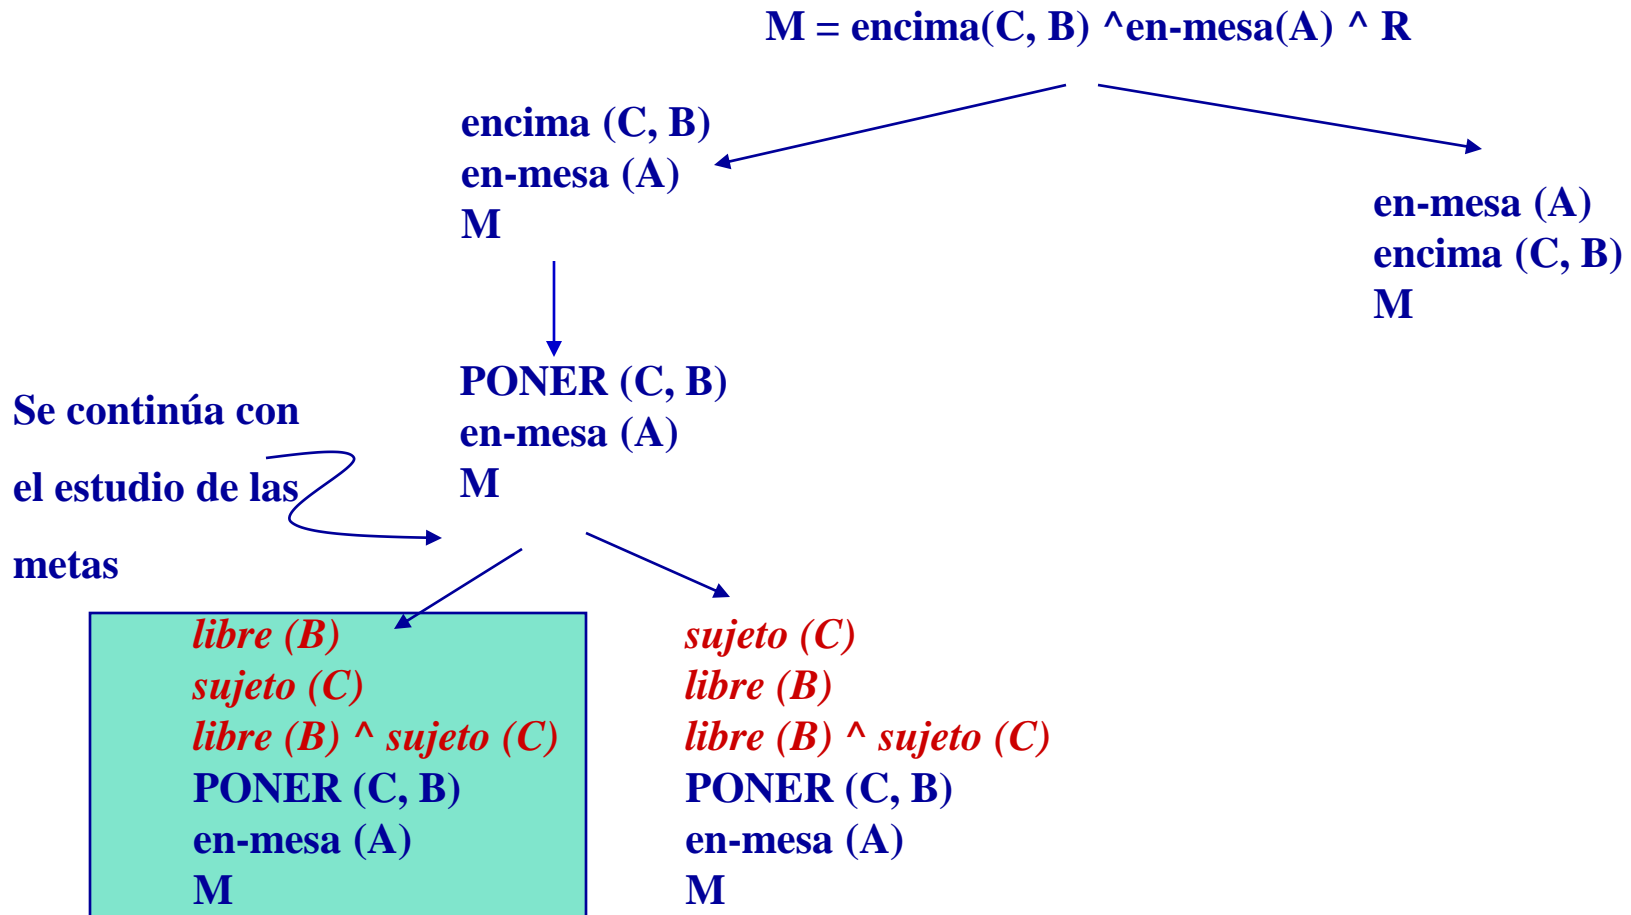 M = encima(C, B) ^en-mesa(A) ^ R
encima (C, B)
en-mesa (A)
M
en-mesa (A)
encima (C, B)
M
PONER (C, B)
en-mesa (A)
M
Se continúa con
el estudio de las
metas
libre (B)
sujeto (C)
libre (B) ^ sujeto (C)
PONER (C, B)
en-mesa (A)
M
sujeto (C)
libre (B)
libre (B) ^ sujeto (C)
PONER (C, B)
en-mesa (A)
M